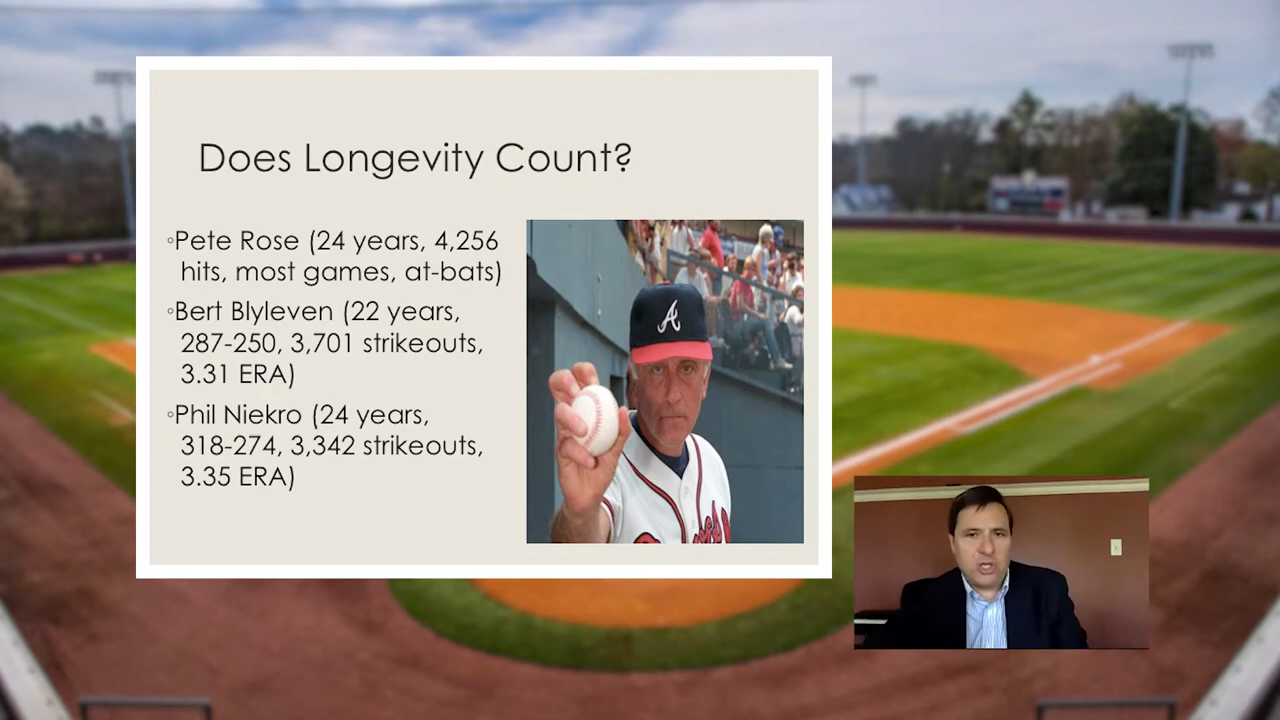 Does Longevity Count?
◦Pete Rose (24 years, 4,256
hits, most games, at-bats)
◦Bert Blyleven (22 years,
287-250, 3,701 strikeouts,
3.31 ERA)
◦Phil Niekro (24 years,
318-274, 3,342 strikeouts,
3.35 ERA)
A